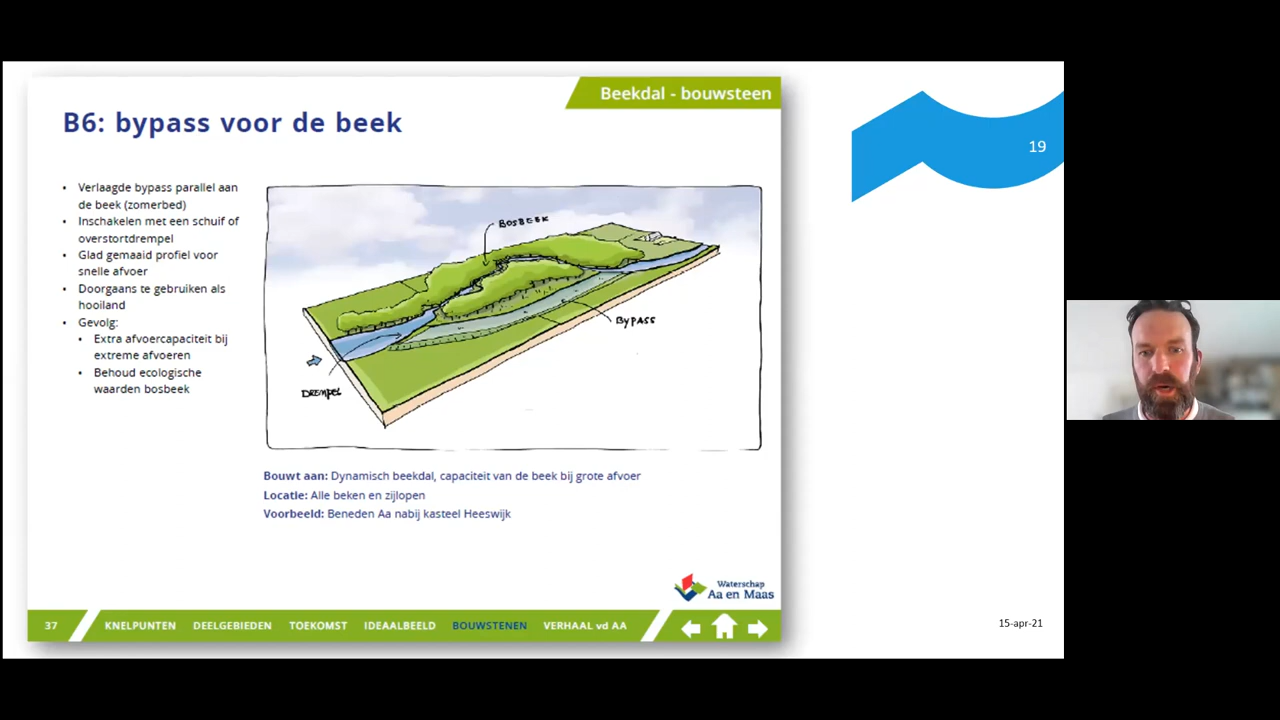 Beekdal - bouwsteen
B6: bypass voor de beek
19
• Verlaagde bypass parallel aan
de beek (zomerbed)
• Inschakelen met een schuif of
overstortdrempel
• Glad gemaaid profiel voor
snelle afvoer
• Doorgaans te gebruiken als
hooiland
• Gevolg:
• Extra afvoercapaciteit bij
extreme afvoeren
• Behoud ecologische
waarden bosbeek
BOSBEEK
BYPASS
DREMPEL
Bouwt aan: Dynamisch beekdal, capaciteit van de beek bij grote afvoer
Locatie: Alle beken en zijlopen
Voorbeeld: Beneden Aa nabij kasteel Heeswijk
Waterschap
Aa en Maas
37 KNELPUNTEN DEELGEBIEDEN TOEKOMST IDEAALBEELD BOUWSTENEN VERHAAL vd AA
15-apr-21